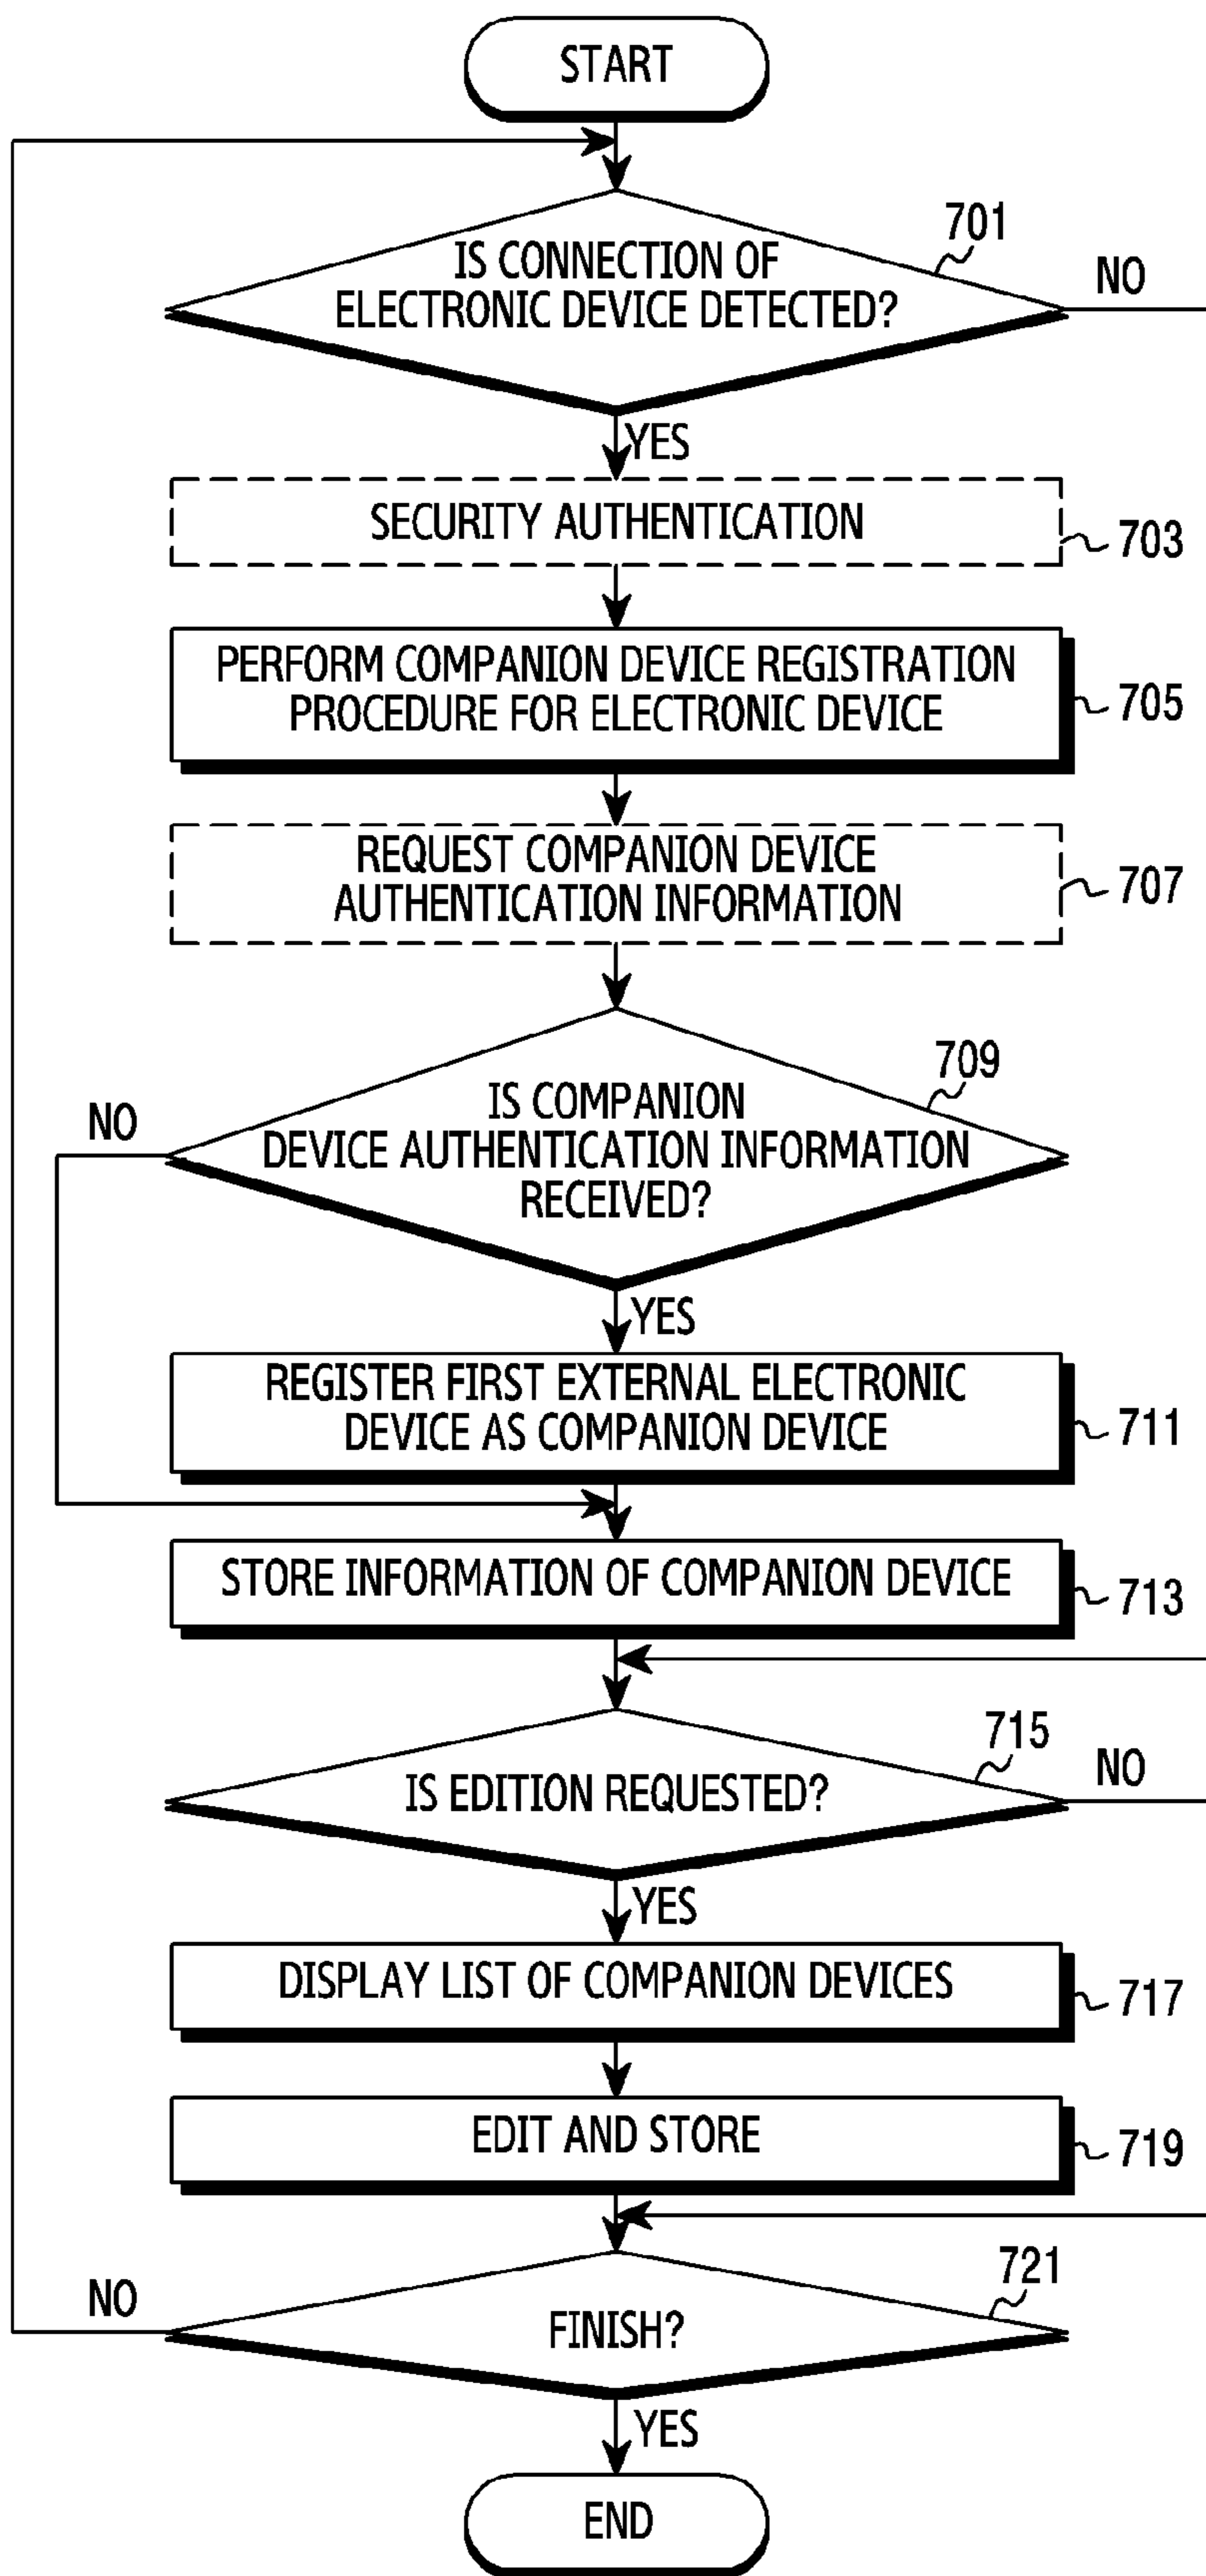 START
701
IS CONNECTION OF
ELECTRONIC DEVICE DETECTED?
NO
YES
SECURITY AUTHENTICATION
703
PERFORM COMPANION DEVICE REGISTRATION
PROCEDURE FOR ELECTRONIC DEVICE
705
REQUEST COMPANION DEVICE
AUTHENTICATION INFORMATION
707
709
IS COMPANION
DEVICE AUTHENTICATION INFORMATION
RECEIVED?
NO
YES
REGISTER FIRST EXTERNAL ELECTRONIC
DEVICE AS COMPANION DEVICE
711
STORE INFORMATION OF COMPANION DEVICE
713
715
IS EDITION REQUESTED?
NO
YES
DISPLAY LIST OF COMPANION DEVICES
717
EDIT AND STORE
719
721
NO
FINISH?
YES
END